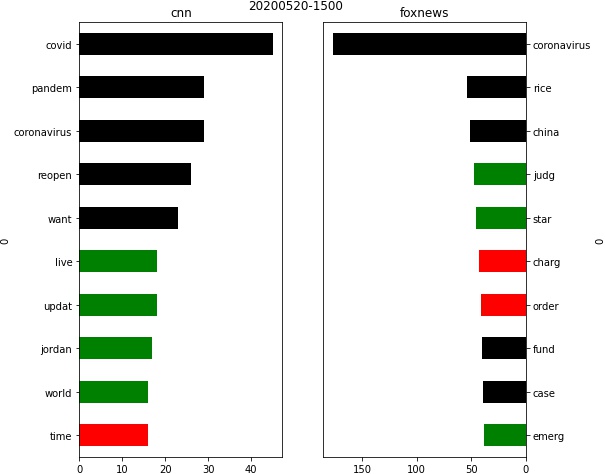 20200520-1500
cnn
foxnews
covid
pandem
coronavirus
reopen
want
live
updat
jordan
world
time
0 10 20 30 40
0
coronavirus
rice
china
judg
star
charg
order
fund
case
emerg
150 100 50 0
0